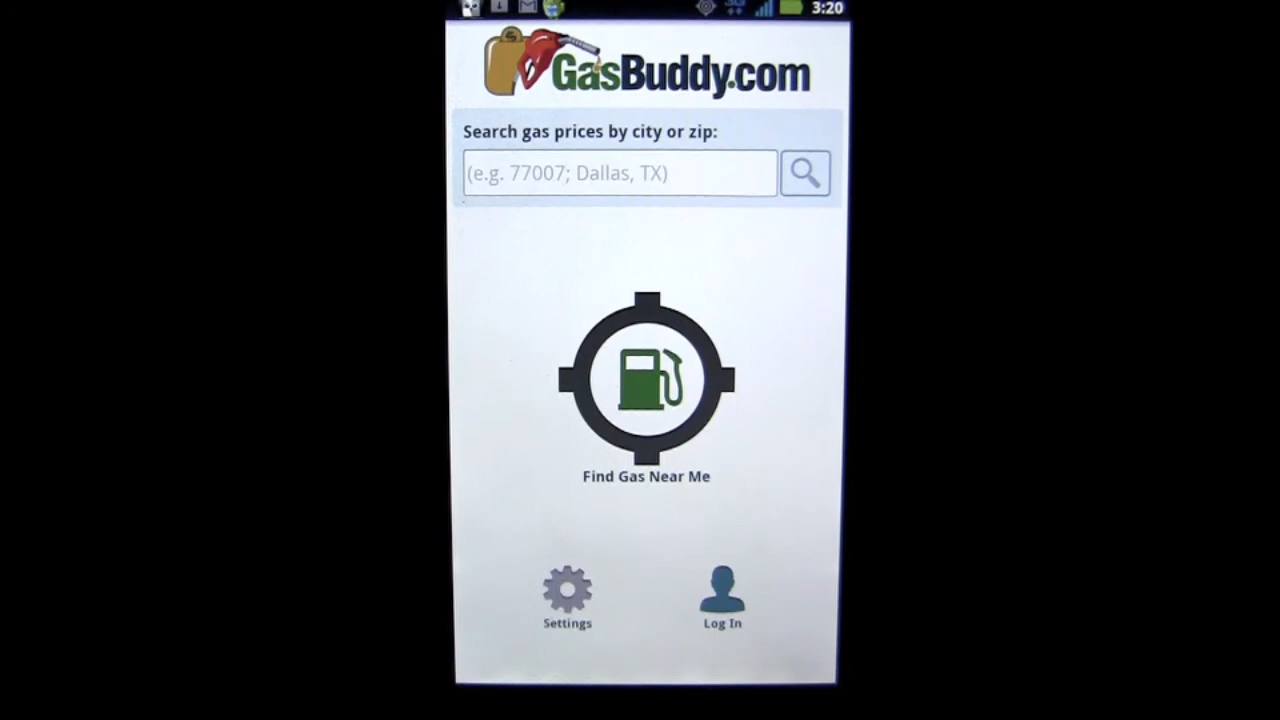 3G 3:20
GasBuddy.com
Search gas prices by city or zip:
(e.g. 77007; Dallas, TX)
Find Gas Near Me
Settings
Log In